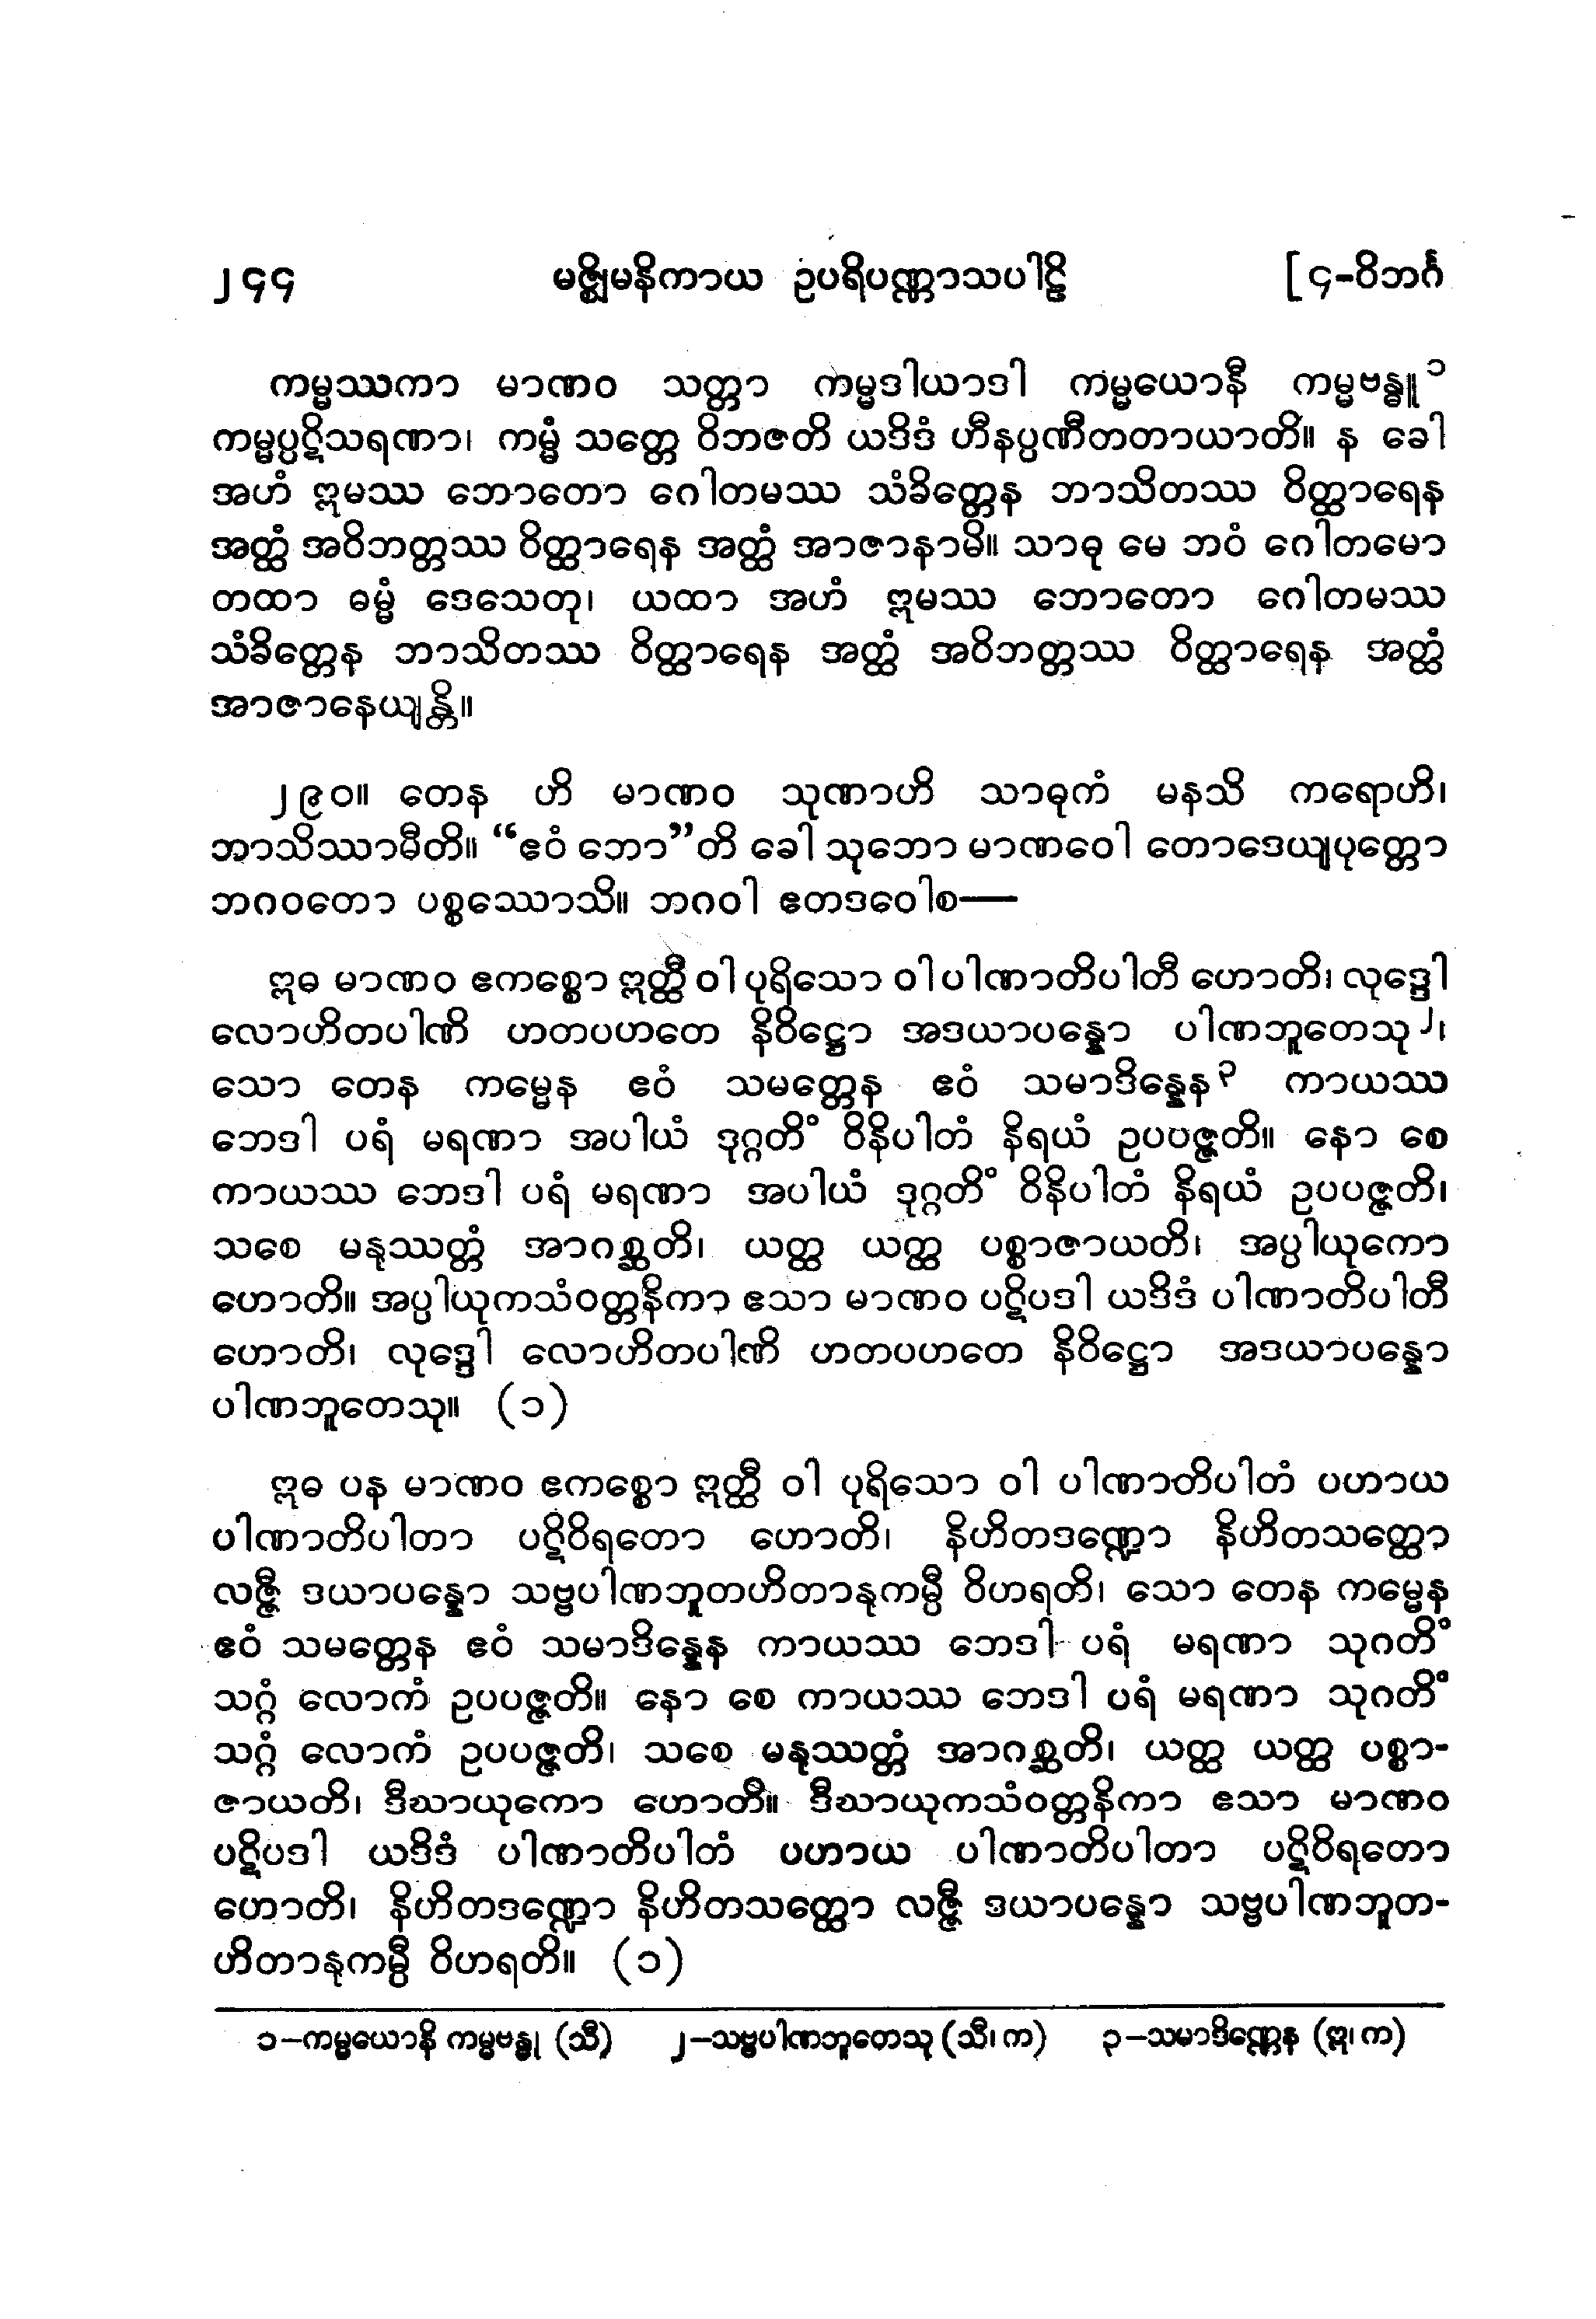 ၂၄၄ မဇ္ဈိမနိကာယ ဥပရိပဏ္ဏာသပါဠိ [ ၄-ဝိဘင်္ဂ
ကမ္မဿကာ မာဏဝ သတ္တာ ကမ္မဒါယာဒါ ကမ္မယောနီ ကမ္မဗန္ဓူ ၁
ကမ္မပ္ပဋိသရဏာ၊ ကမ္မံ သတ္တေ ဝိဘဇတိ ယဒိဒံ ဟီနပ္ပဏီတတာယာတိ။ န ခေါ
အဟံ ဣမဿ ဘောတော ဂေါတမဿ သံခိတ္တေန ဘာသိတဿ ဝိတ္ထာရေန
အတ္ထံ အဝိဘတ္တဿ ဝိတ္ထာရေန အတ္ထံ အာဇာနာမိ။ သာဓု မေ ဘဝံ ဂေါတမော
တထာ ဓမ္မံ ဒေသေတု၊ ယထာ အဟံ ဣမဿ ဘောတော ဂေါတမဿ
သံခိတ္တေန ဘာသိတဿ ဝိတ္ထာရေန အတ္ထံ အဝိဘတ္တဿ ဝိတ္ထာရေန အတ္ထံ
အာဇာနေယျန္တိ။
၂၉၀။ တေန ဟိ မာဏဝ သုဏာဟိ သာဓုကံ မနသိ ကရောဟိ၊
ဘာသိဿာမီတိ။ “ဧဝံ ဘော”တိ ခေါ သုဘော မာဏဝေါ တောဒေယျပုတ္တော
ဘဂဝတော ပစ္စဿောသိ။ ဘဂဝါ ဧတဒဝေါစ—
ဣဓ မာဏဝ ဧကစ္စော ဣတ္ထီ ဝါ ပုရိသော ဝါ ပါဏာတိပါတီ ဟောတိ၊ လုဒ္ဒေါ
လောဟိတပါဏိ ဟတပဟတေ နိဝိဋ္ဌော အဒယာပန္နော ပါဏဘူတေသု ၂၊
သော တေန ကမ္မေန ဧဝံ သမတ္တေန ဧဝံ သမာဒိန္နေန ၃ ကာယဿ
ဘေဒါ ပရံ မရဏာ အပါယံ ဒုဂ္ဂတိံ ဝိနိပါတံ နိရယံ ဥပပဇ္ဇတိ။ နော စေ
ကာယဿ ဘေဒါ ပရံ မရဏာ အပါယံ ဒုဂ္ဂတိံ ဝိနိပါတံ နိရယံ ဥပပဇ္ဇတိ၊
သစေ မနုဿတ္တံ အာဂစ္ဆတိ၊ ယတ္ထ ယတ္ထ ပစ္စာဇာယတိ၊ အပ္ပါယုကော
ဟောတိ။ အပ္ပါယုကသံဝတ္တနိကာ ဧသာ မာဏဝ ပဋိပဒါ ယဒိဒံ ပါဏာတိပါတီ
ဟောတိ၊ လုဒ္ဒေါ လောဟိတပါဏိ ဟတပဟတေ နိဝိဋ္ဌော အဒယာပန္နော
ပါဏဘူတေသု။ (၁)
ဣဓ ပန မာဏဝ ဧကစ္စော ဣတ္ထီ ဝါ ပုရိသော ဝါ ပါဏာတိပါတံ ပဟာယ
ပါဏာတိပါတာ ပဋိဝိရတော ဟောတိ၊ နိဟိတဒဏ္ဍော နိဟိတသတ္ထော
လဇ္ဇီ ဒယာပန္နော သဗ္ဗပါဏဘူတဟိတာနုကမ္ပီ ဝိဟရတိ၊ သော တေန ကမ္မေန
ဧဝံ သမတ္တေန ဧဝံ သမာဒိန္နေန ကာယဿ ဘေဒါ ပရံ မရဏာ သုဂတိံ
သဂ္ဂံ လောကံ ဥပပဇ္ဇတိ။ နော စေ ကာယဿ ဘေဒါ ပရံ မရဏာ သုဂတိံ
သဂ္ဂံ လောကံ ဥပပဇ္ဇတိ၊ သစေ မနုဿတ္တံ အာဂစ္ဆတိ၊ ယတ္ထ ယတ္ထ ပစ္စာ-
ဇာယတိ၊ ဒီဃာယုကော ဟောတိ။ ဒီဃာယုကသံဝတ္တနိကာ ဧသာ မာဏဝ
ပဋိပဒါ ယဒိဒံ ပါဏာတိပါတံ ပဟာယ ပါဏာတိပါတာ ပဋိဝိရတော
ဟောတိ၊ နိဟိတဒဏ္ဍော နိဟိတသတ္ထော လဇ္ဇီ ဒယာပန္နော သဗ္ဗပါဏဘူတ-
ဟိတာနုကမ္ပီ ဝိဟရတိ။ (၁)
၁–ကမ္မယောနိ ကမ္မဗန္ဓု (သီ) ၂–သဗ္ဗပါဏဘူတေသု (သီ၊ က) ၃–သမာဒိဏ္ဏေန (ဣ၊ က)